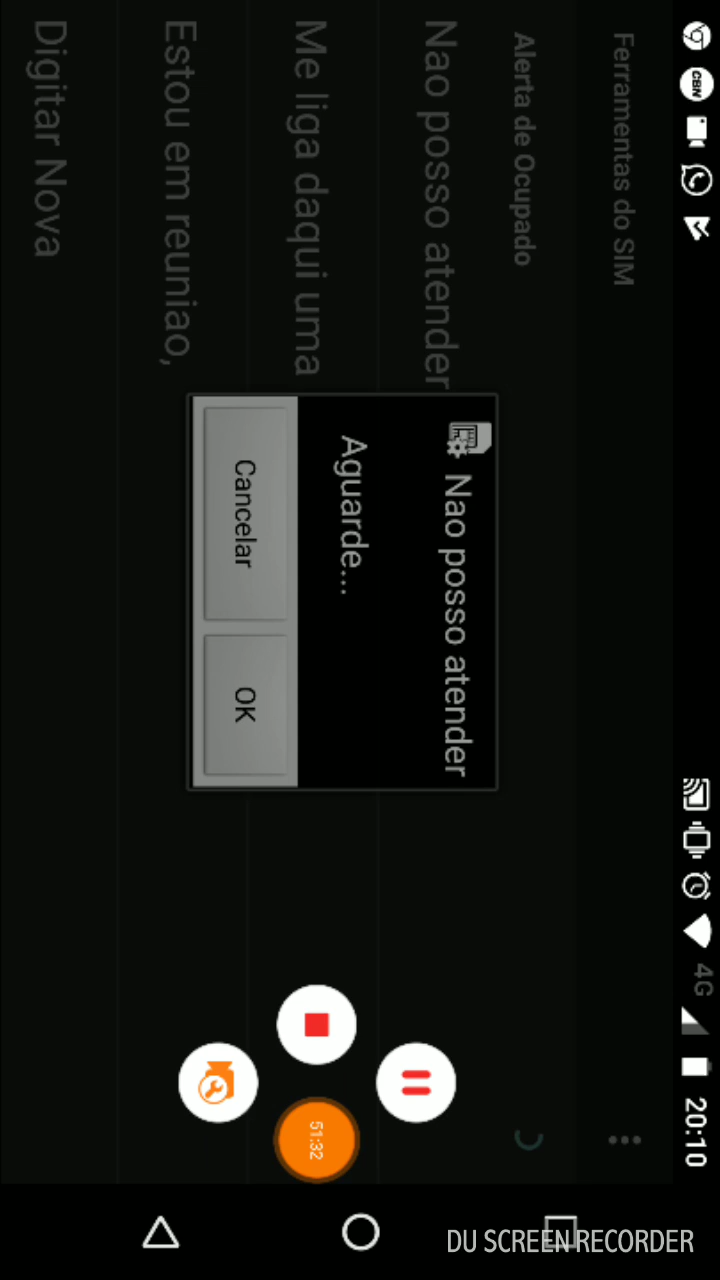 CBN
4G
20:10
Ferramentas do SIM
Alerta de Ocupado
Nao posso atender
Me liga daqui uma
Estou em reuniao,
Digitar Nova
Nao posso atender
Aguarde...
Cancelar
OK
51:32
DU SCREEN RECORDER